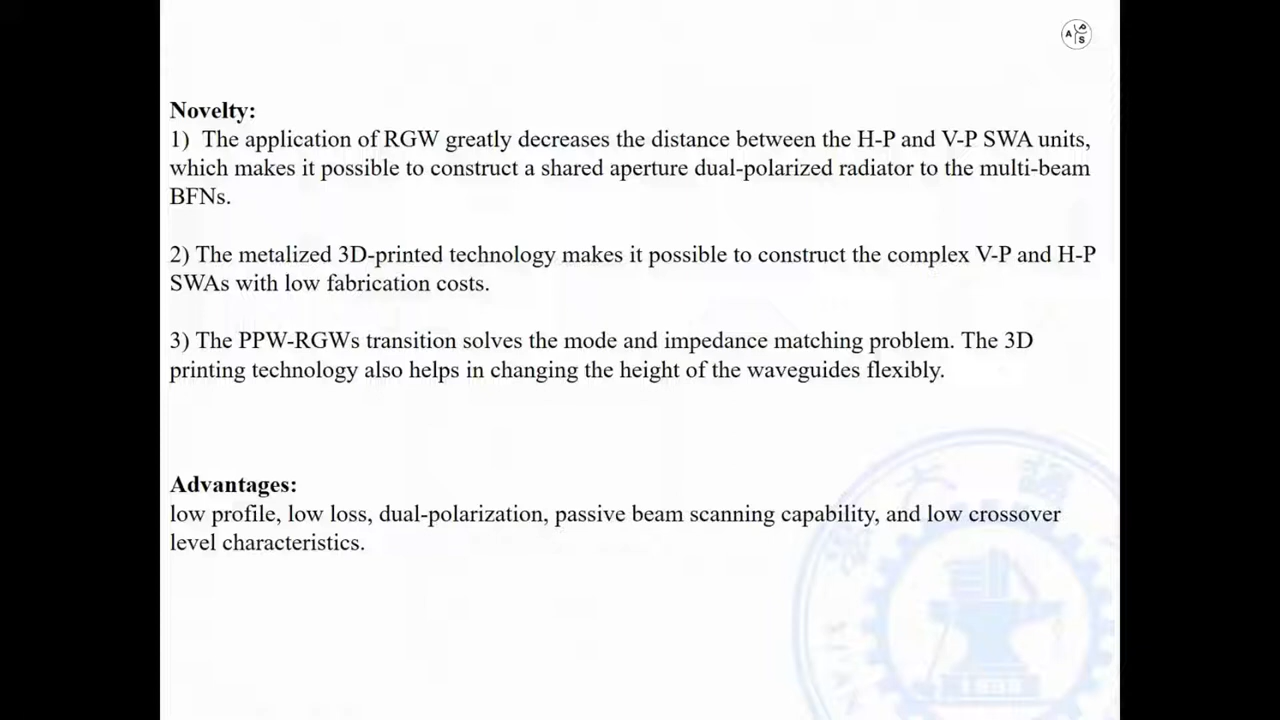 A P S
Novelty:
1) The application of RGW greatly decreases the distance between the H-P and V-P SWA units,
which makes it possible to construct a shared aperture dual-polarized radiator to the multi-beam
BFNs.
2) The metalized 3D-printed technology makes it possible to construct the complex V-P and H-P
SWAs with low fabrication costs.
3) The PPW-RGWs transition solves the mode and impedance matching problem. The 3D
printing technology also helps in changing the height of the waveguides flexibly.
Advantages:
low profile, low loss, dual-polarization, passive beam scanning capability, and low crossover
level characteristics.